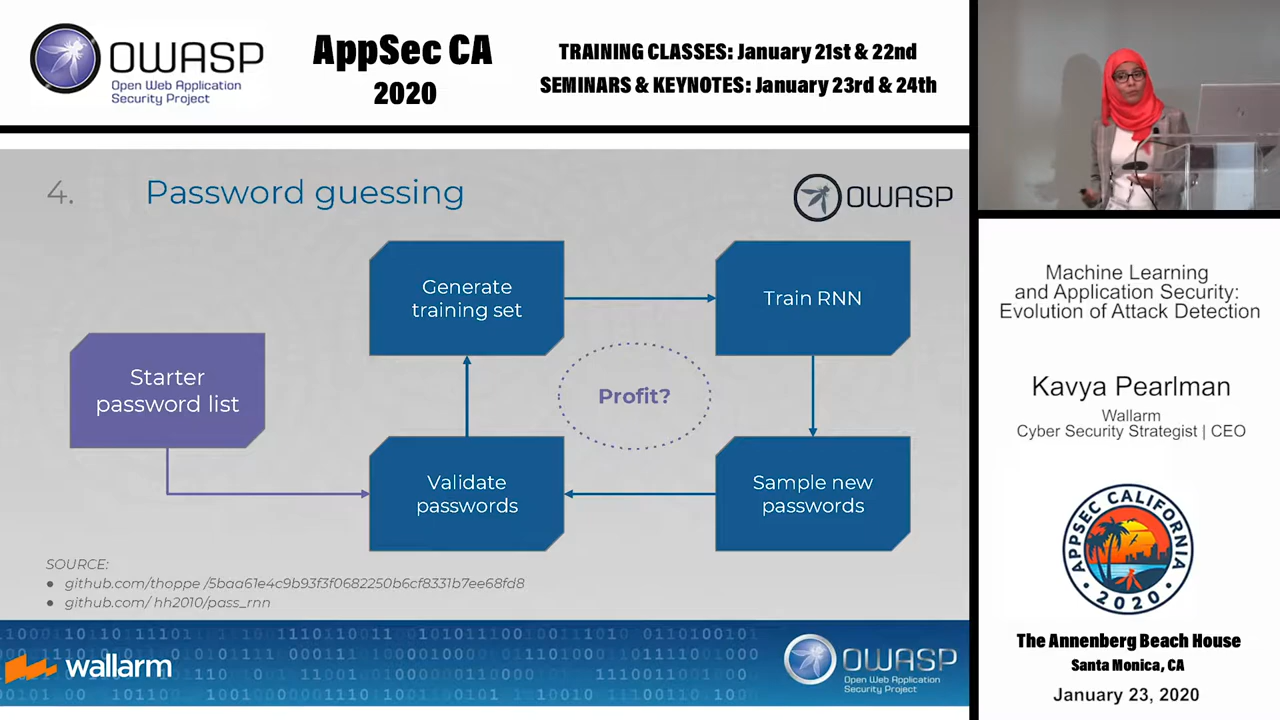 OWASP
Open Web Application
Security Project
AppSec CA
2020
TRAINING CLASSES: January 21st & 22nd
SEMINARS & KEYNOTES: January 23rd & 24th
4.
Password guessing
OWASP
Generate
training set
Train RNN
Starter
password list
Profit?
Validate
passwords
Sample new
passwords
SOURCE:
● github.com/thoppe /5baa61e4c9b93f3f0682250b6cf8331b7ee68fd8
● github.com/ hh2010/pass_rnn
wallarm
OWASP
Open Web Application
Security Project
Machine Learning
and Application Security:
Evolution of Attack Detection
Kavya Pearlman
Wallarm
Cyber Security Strategist | CEO
APPSEC CALIFORNIA
2020
The Annenberg Beach House
Santa Monica, CA
January 23, 2020